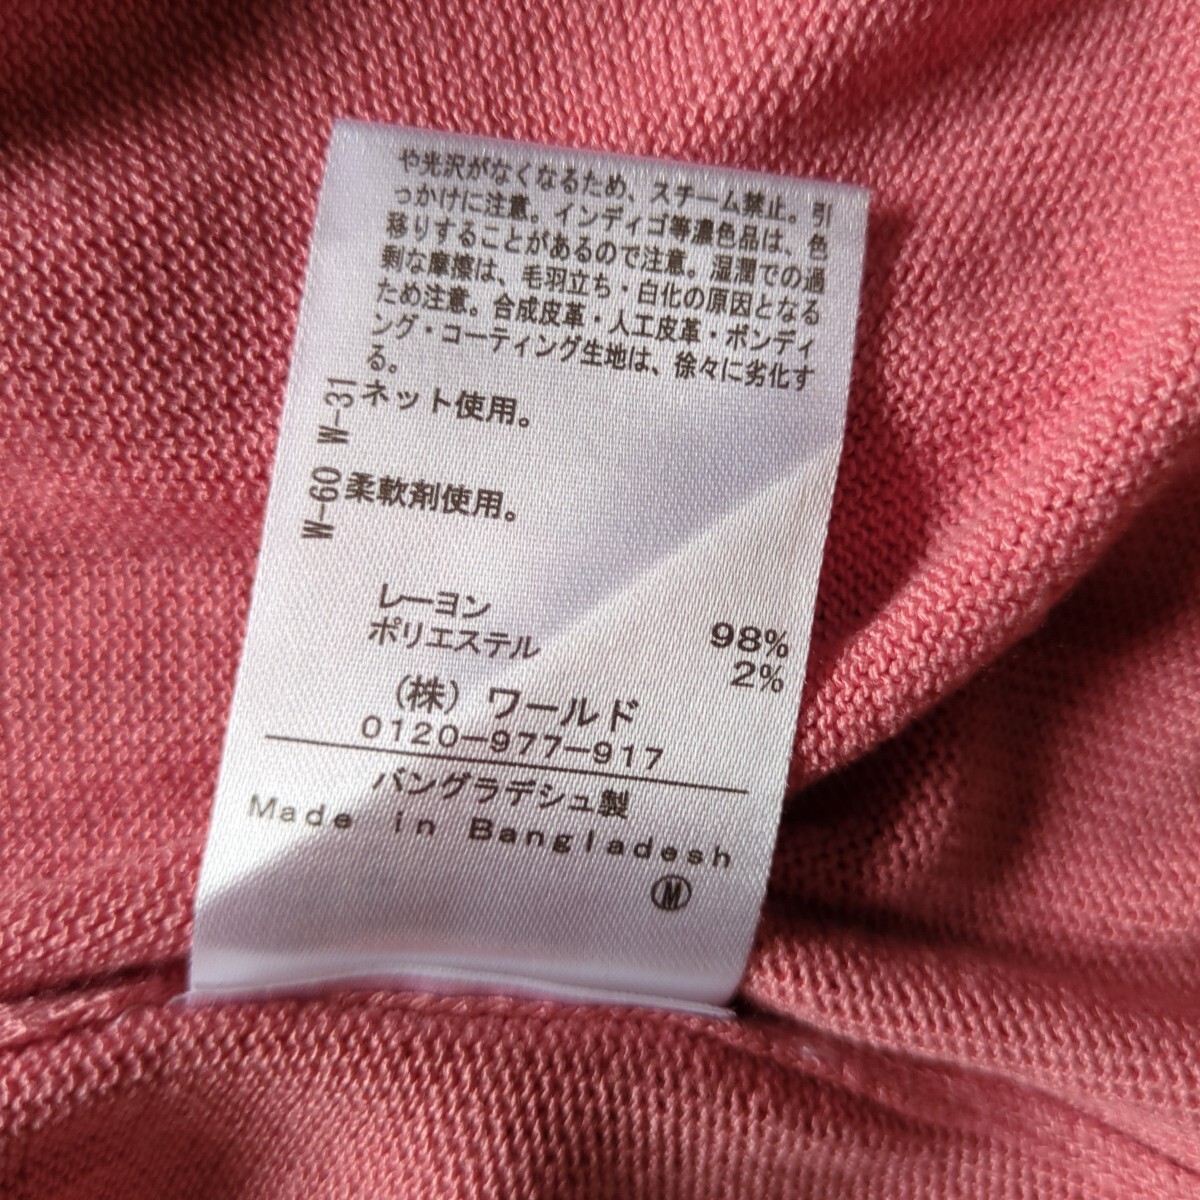 や光沢がなくなるため、スチーム禁止。引
っかけに注意。インディゴ等濃色品は、色
移りすることがあるので注意。湿潤での過
剰な摩擦は、毛羽立ち・白化の原因となる
ため注意。合成皮革・人工皮革・ボンディ
ング・コーティング生地は、徐々に劣化す
る。
W-31 ネット使用。
W-60 柔軟剤使用。
レーヨン 98%
ポリエステル 2%
(株) ワールド
0120-977-917
バングラデシュ製
Made in Bangladesh
Ⓜ